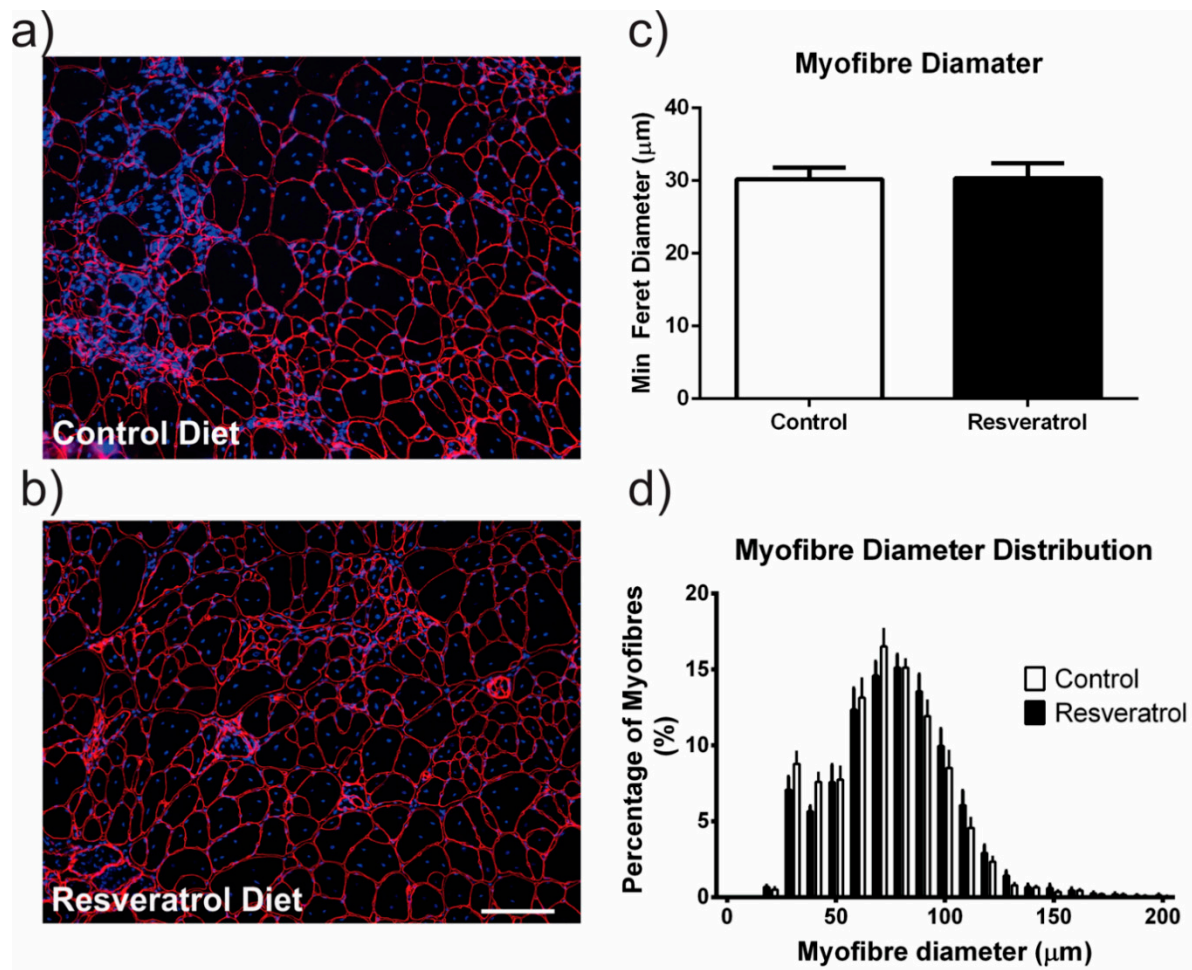 a)
Control Diet
b)
Resveratrol Diet
c)
Myofibre Diamater
Min Feret Diameter (µm)
40
30
20
10
0
Control
Resveratrol
d)
Myofibre Diameter Distribution
Percentage of Myofibres
(%)
20
15
10
5
0
Control
Resveratrol
0
50
100
150
200
Myofibre diameter (µm)